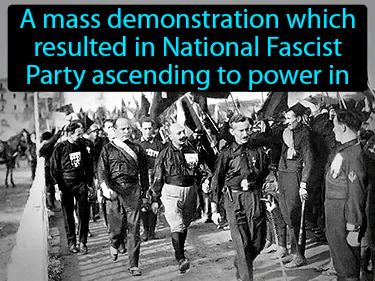 A mass demonstration which
resulted in National Fascist
Party ascending to power in